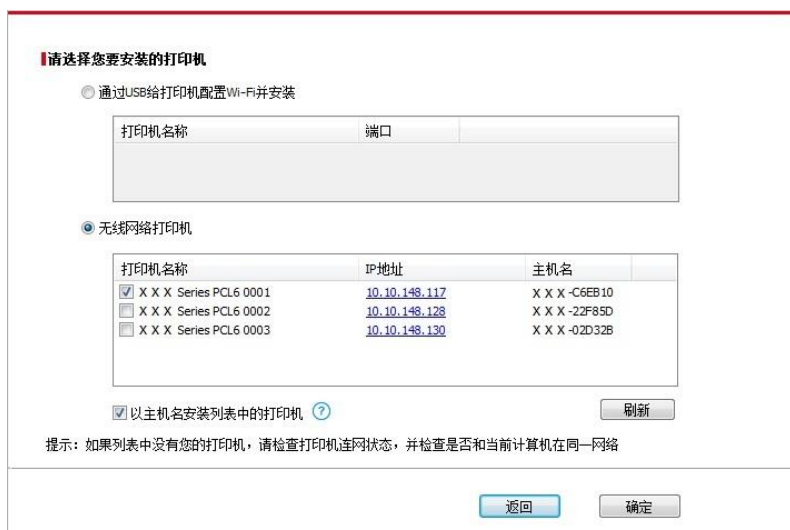 请选择您要安装的打印机
通过USB给打印机配置Wi-Fi并安装
打印机名称 端口
无线网络打印机
打印机名称 IP地址 主机名
X X X Series PCL6 0001 10.10.148.117 X X X -C6EB10
X X X Series PCL6 0002 10.10.148.128 X X X -22F85D
X X X Series PCL6 0003 10.10.148.130 X X X -02D32B
以主机名安装列表中的打印机 ? 刷新
提示：如果列表中没有您的打印机，请检查打印机连网状态，并检查是否和当前计算机在同一网络
返回 确定